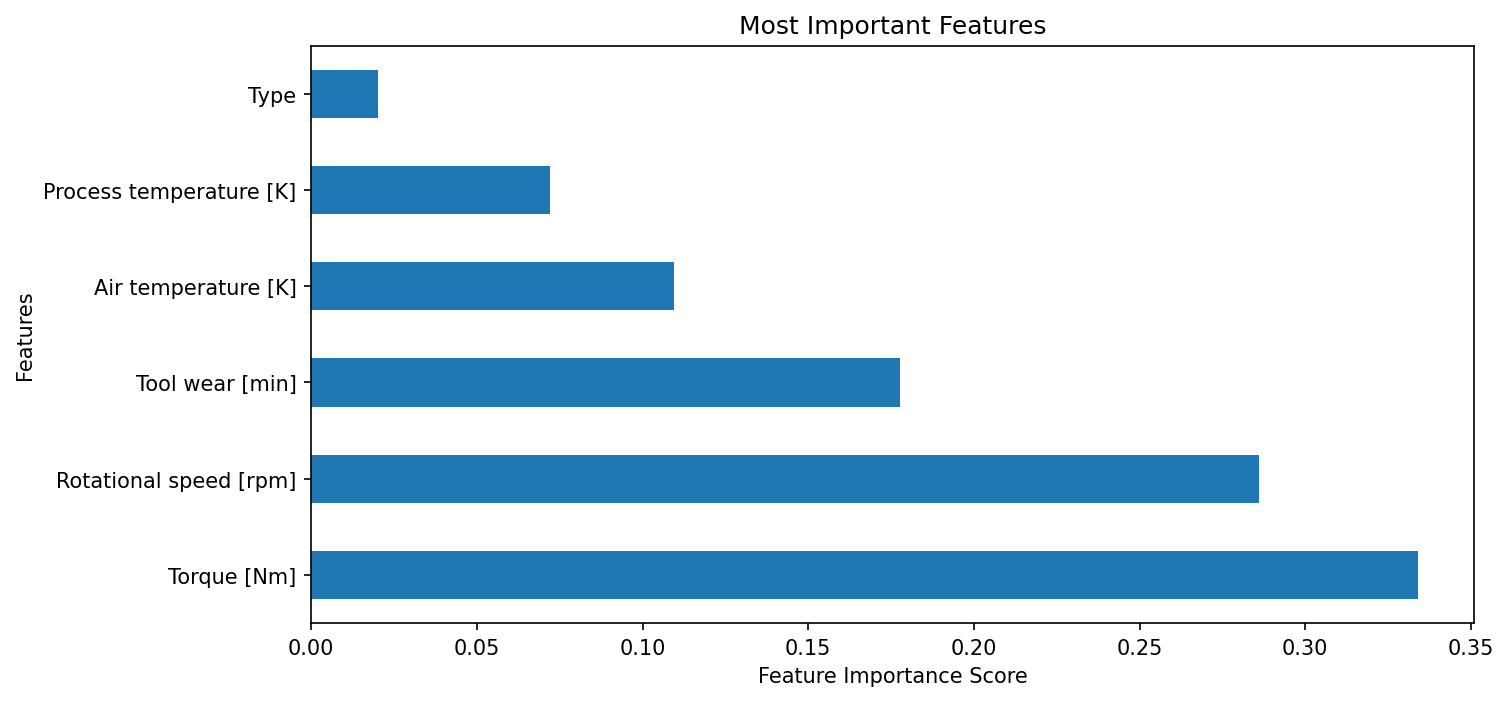 Most Important Features
Type
Process temperature [K]
Air temperature [K]
Tool wear [min]
Rotational speed [rpm]
Torque [Nm]
Features
0.00 0.05 0.10 0.15 0.20 0.25 0.30 0.35
Feature Importance Score